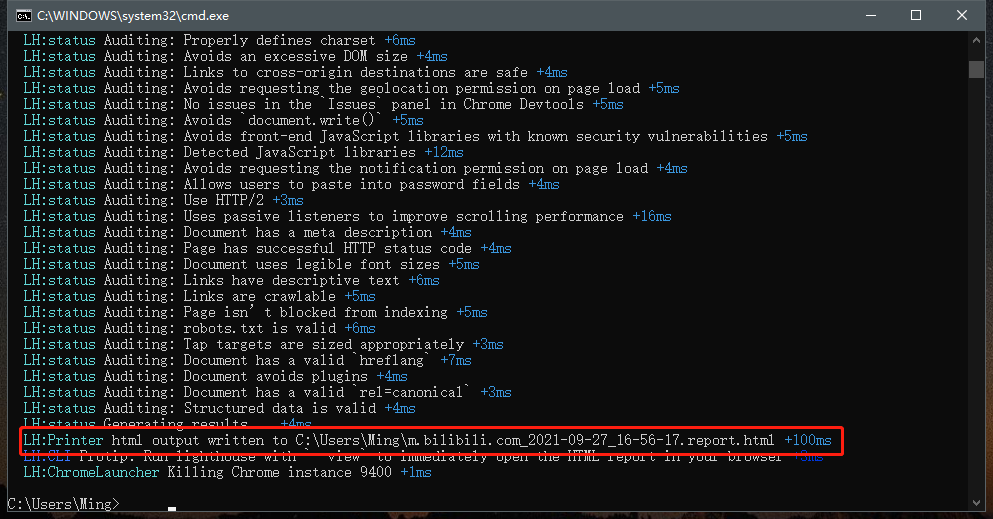 C:\WINDOWS\system32\cmd.exe
LH:status Auditing: Properly defines charset +6ms
LH:status Auditing: Avoids an excessive DOM size +4ms
LH:status Auditing: Links to cross-origin destinations are safe +4ms
LH:status Auditing: Avoids requesting the geolocation permission on page load +5ms
LH:status Auditing: No issues in the `Issues` panel in Chrome Devtools +5ms
LH:status Auditing: Avoids `document.write()` +5ms
LH:status Auditing: Avoids front-end JavaScript libraries with known security vulnerabilities +5ms
LH:status Auditing: Detected JavaScript libraries +12ms
LH:status Auditing: Avoids requesting the notification permission on page load +4ms
LH:status Auditing: Allows users to paste into password fields +4ms
LH:status Auditing: Use HTTP/2 +3ms
LH:status Auditing: Uses passive listeners to improve scrolling performance +16ms
LH:status Auditing: Document has a meta description +4ms
LH:status Auditing: Page has successful HTTP status code +4ms
LH:status Auditing: Document uses legible font sizes +5ms
LH:status Auditing: Links have descriptive text +6ms
LH:status Auditing: Links are crawlable +5ms
LH:status Auditing: Page isn’t blocked from indexing +5ms
LH:status Auditing: robots.txt is valid +6ms
LH:status Auditing: Tap targets are sized appropriately +3ms
LH:status Auditing: Document has a valid `hreflang` +7ms
LH:status Auditing: Document avoids plugins +4ms
LH:status Auditing: Document has a valid `rel=canonical` +3ms
LH:status Auditing: Structured data is valid +4ms
LH:status Generating results... +4ms
LH:Printer html output written to C:\Users\Ming\m.bilibili.com_2021-09-27_16-56-17.report.html +100ms
LH:CLI Protip: Run lighthouse with `--view` to immediately open the HTML report in your browser +3ms
LH:ChromeLauncher Killing Chrome instance 9400 +1ms
C:\Users\Ming>